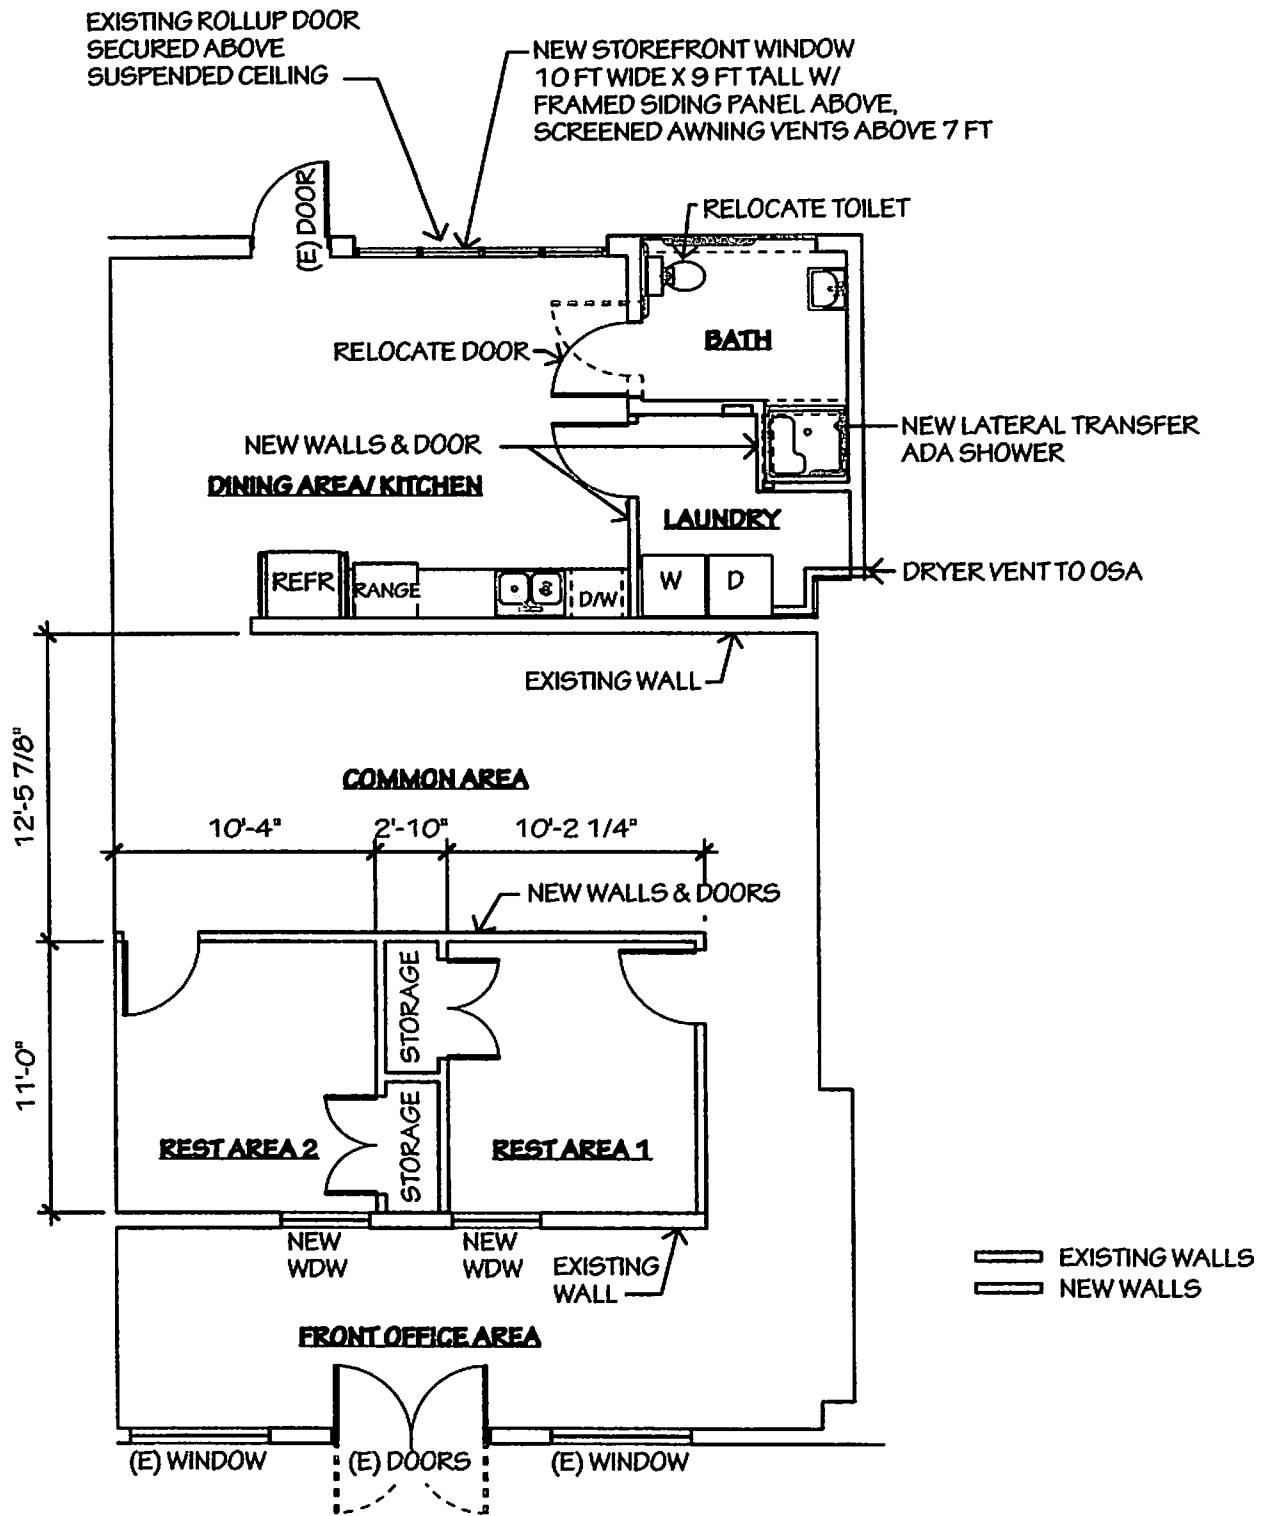 EXISTING ROLLUP DOOR
SECURED ABOVE
SUSPENDED CEILING
NEW STOREFRONT WINDOW
10 FT WIDE X 9 FT TALL W/
FRAMED SIDING PANEL ABOVE,
SCREENED AWNING VENTS ABOVE 7 FT
(E) DOOR
RELOCATE TOILET
BATH
RELOCATE DOOR
NEW LATERAL TRANSFER
ADA SHOWER
NEW WALLS & DOOR
DINING AREA/ KITCHEN
LAUNDRY
REFR
RANGE
D/W
W
D
DRYER VENT TO OSA
EXISTING WALL
12'-5 7/8"
COMMON AREA
10'-4"
2'-10"
10'-2 1/4"
NEW WALLS & DOORS
STORAGE
11'-0"
STORAGE
REST AREA 2
REST AREA 1
NEW
WDW
NEW
WDW
EXISTING
WALL
EXISTING WALLS
NEW WALLS
FRONT OFFICE AREA
(E) WINDOW
(E) DOORS
(E) WINDOW